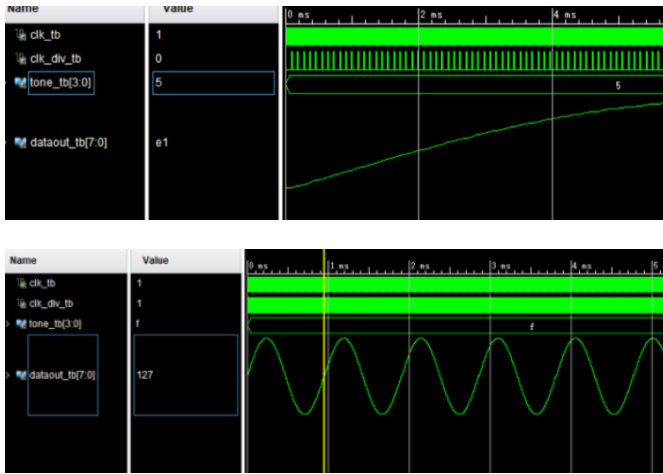 Name Value 0 ms 2 ms 4 ms
clk_tb 1
clk_div_tb 0
tone_tb[3:0] 5 5
dataout_tb[7:0] e1
Name Value 0 ms 1 ms 2 ms 3 ms 4 ms 5
clk_tb 1
clk_div_tb 1
tone_tb[3:0] f f
dataout_tb[7:0] 127